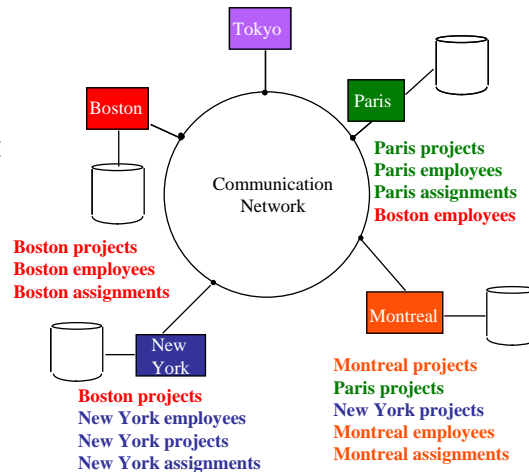 Tokyo
Boston
Paris
Paris projects
Paris employees
Paris assignments
Boston employees
Communication
Network
Boston projects
Boston employees
Boston assignments
Montreal
New
York
Boston projects
New York employees
New York projects
New York assignments
Montreal projects
Paris projects
New York projects
Montreal employees
Montreal assignments